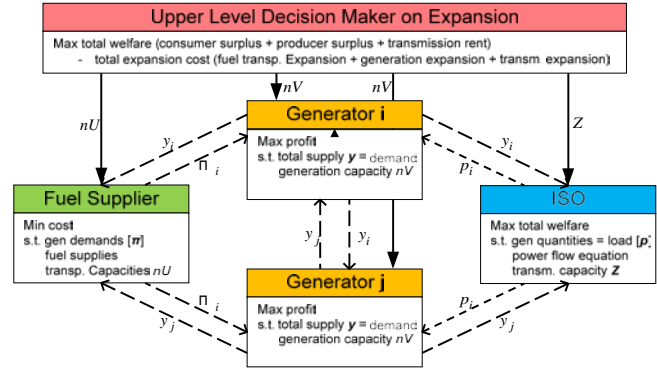 Upper Level Decision Maker on Expansion
Max total welfare (consumer surplus + producer surplus + transmission rent)
- total expansion cost (fuel transp. Expansion + generation expansion + transm. expansion)
nU
nV
nV
Z
Generator i
Max profit
s.t. total supply y = demand
generation capacity nV
y_i
Π_i
y_i
p_i
Fuel Supplier
Min cost
s.t. gen demands [π]
fuel supplies
transp. Capacities nU
ISO
Max total welfare
s.t. gen quantities = load [p]
power flow equation
transm. capacity Z
y_j
y_i
Generator j
Max profit
s.t. total supply y = demand
generation capacity nV
Π_i
y_j
p_i
y_j